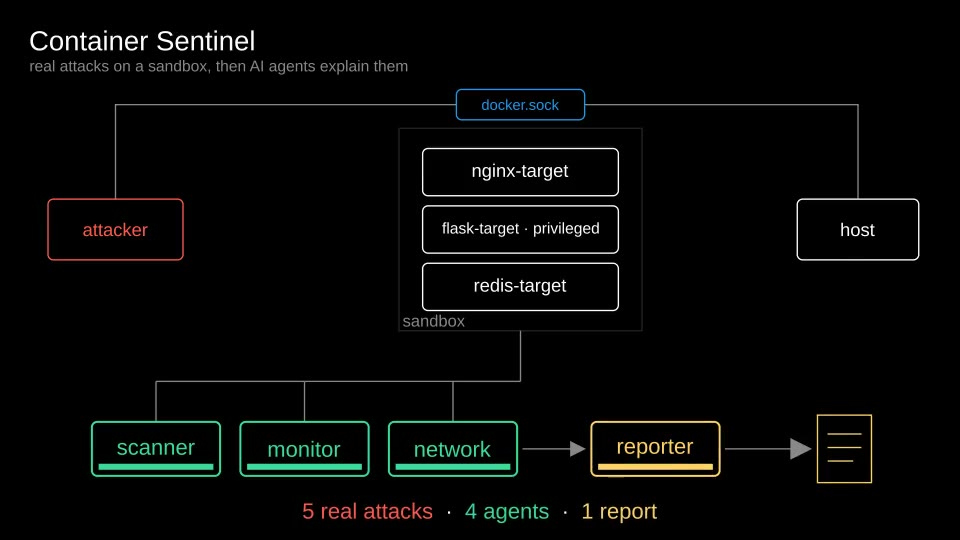 Container Sentinel
real attacks on a sandbox, then AI agents explain them
docker.sock
nginx-target
attacker
flask-target · privileged
host
redis-target
sandbox
scanner
monitor
network
reporter
5 real attacks · 4 agents · 1 report